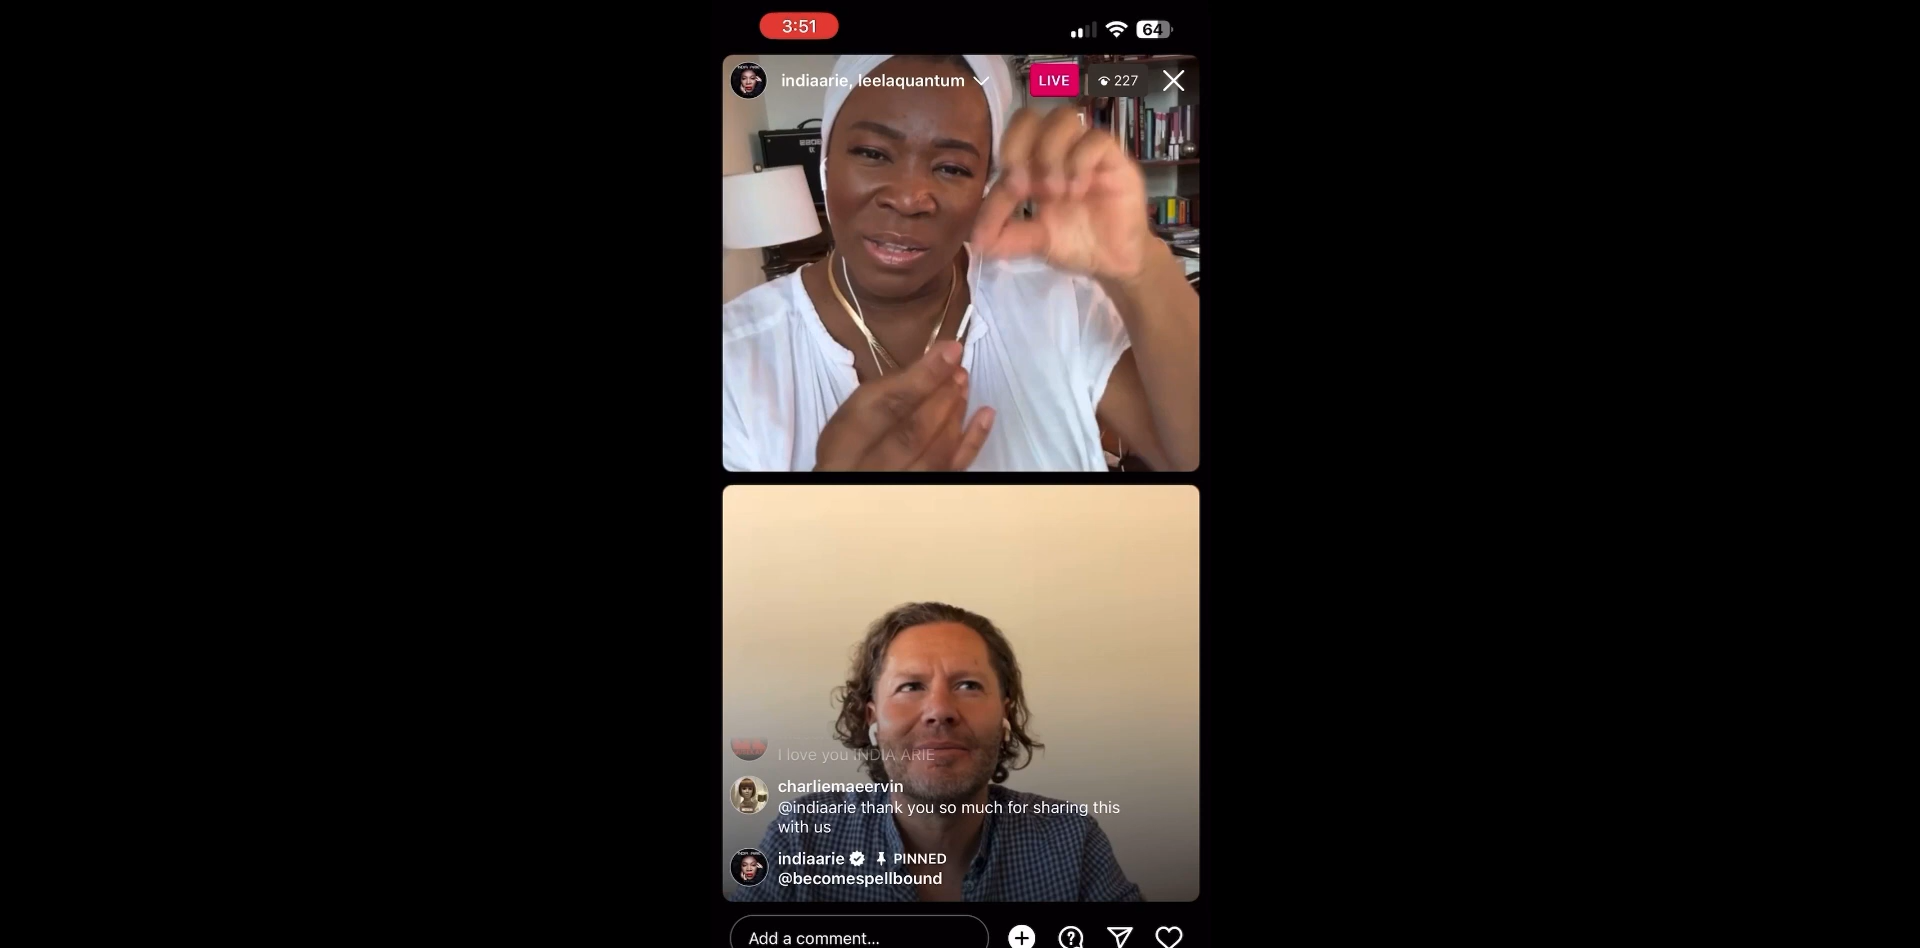 3:51
64
indiaarie, leelaquantum
LIVE
227
I love you INDIA ARIE
charliemaeervin
@indiaarie thank you so much for sharing this
with us
indiaarie PINNED
@becomespellbound
Add a comment...